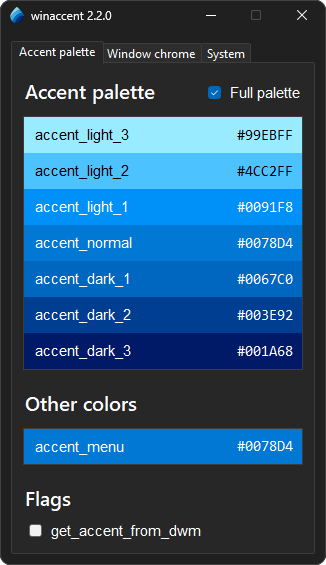 winaccent 2.2.0
Accent palette Window chrome System
Accent palette Full palette
accent_light_3 #99EBFF
accent_light_2 #4CC2FF
accent_light_1 #0091F8
accent_normal #0078D4
accent_dark_1 #0067C0
accent_dark_2 #003E92
accent_dark_3 #001A68
Other colors
accent_menu #0078D4
Flags
get_accent_from_dwm